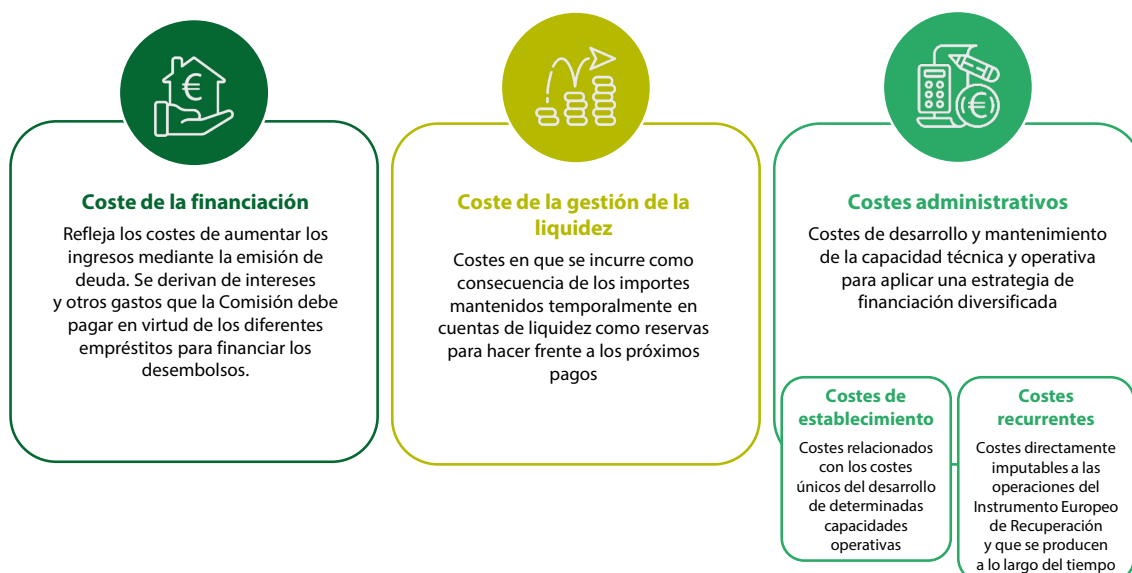 Coste de la financiación
Refleja los costes de aumentar los
ingresos mediante la emisión de
deuda. Se derivan de intereses
y otros gastos que la Comisión debe
pagar en virtud de los diferentes
empréstitos para financiar los
desembolsos.
Coste de la gestión de la
liquidez
Costes en que se incurre como
consecuencia de los importes
mantenidos temporalmente en
cuentas de liquidez como reservas
para hacer frente a los próximos
pagos
Costes administrativos
Costes de desarrollo y mantenimiento
de la capacidad técnica y operativa
para aplicar una estrategia de
financiación diversificada
Costes de
establecimiento
Costes relacionados
con los costes
únicos del desarrollo
de determinadas
capacidades
operativas
Costes
recurrentes
Costes directamente
imputables a las
operaciones del
Instrumento Europeo
de Recuperación
y que se producen
a lo largo del tiempo